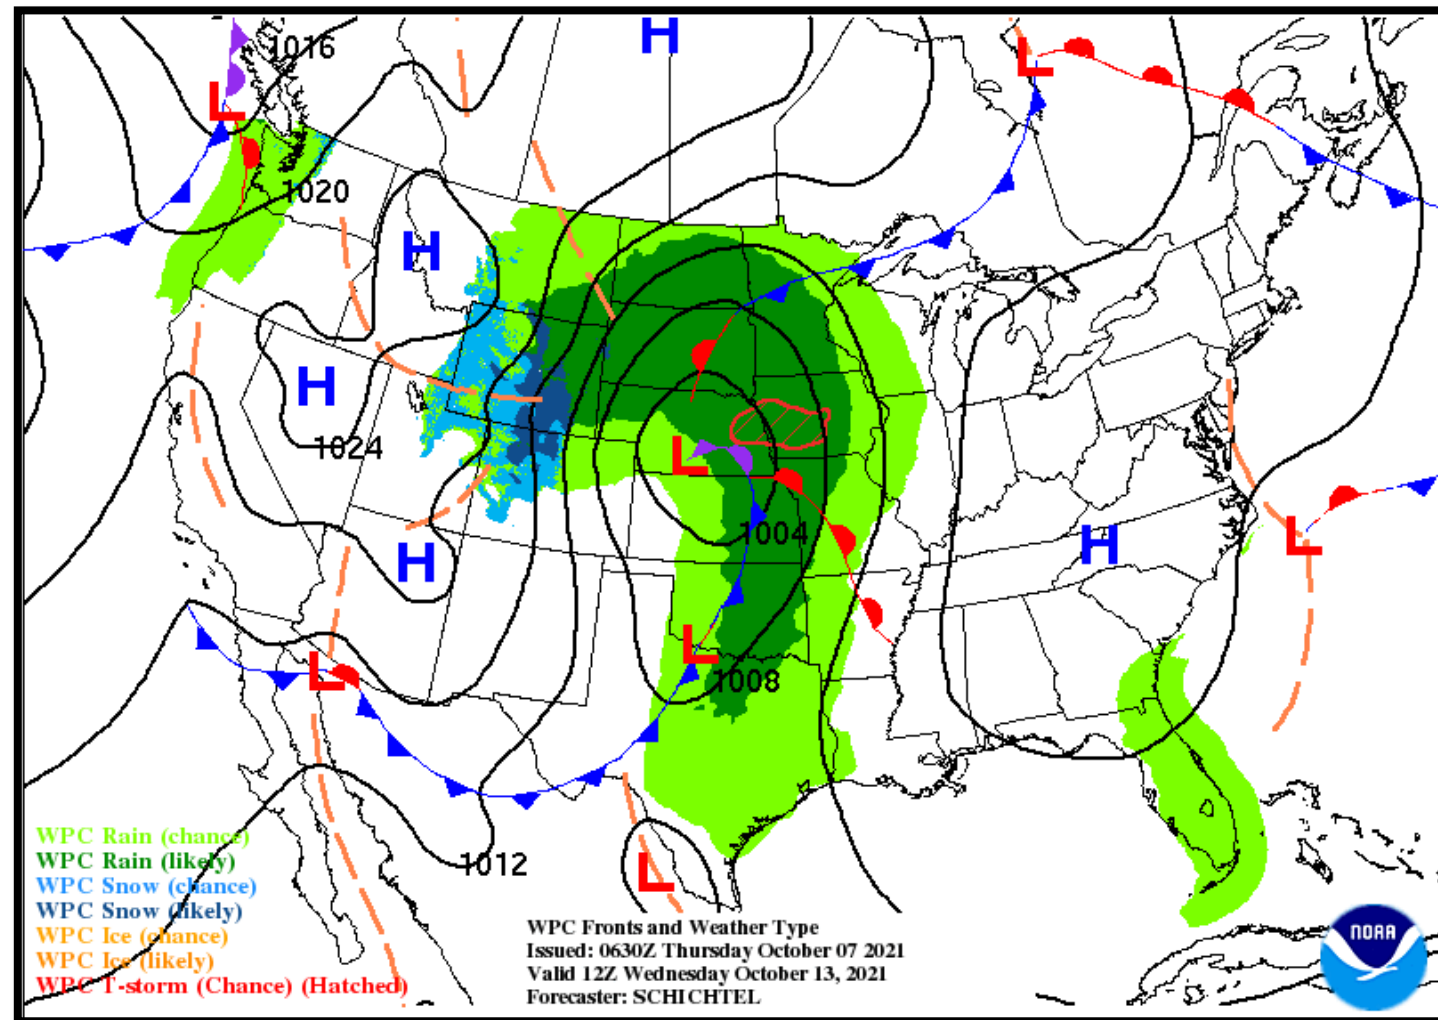 H
1016
L
L
1020
H
H
1024
L
1004
H
H
L
L
L
1008
1012
L
WPC Rain (chance)
WPC Rain (likely)
WPC Snow (chance)
WPC Snow (likely)
WPC Ice (chance)
WPC Ice (likely)
WPC T-storm (Chance) (Hatched)
WPC Fronts and Weather Type
Issued: 0630Z Thursday October 07 2021
Valid 12Z Wednesday October 13, 2021
Forecaster: SCHICHTEL
NOAA